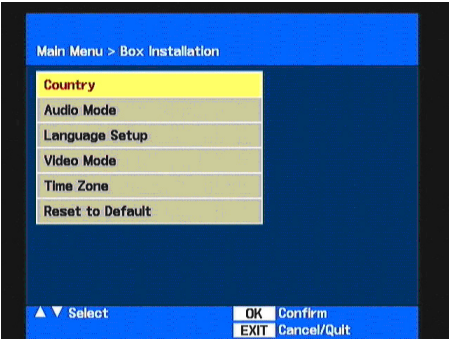 Main Menu > Box Installation
Country
Audio Mode
Language Setup
Video Mode
Time Zone
Reset to Default
▲ ▼ Select
OK Confirm
EXIT Cancel/Quit